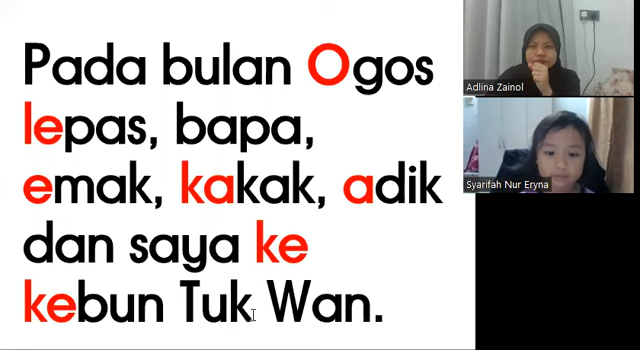 Pada bulan Ogos
lepas, bapa,
emak, kakak, adik
dan saya ke
kebun Tuk Wan.
Adlina Zainol
Syarifah Nur Eryna